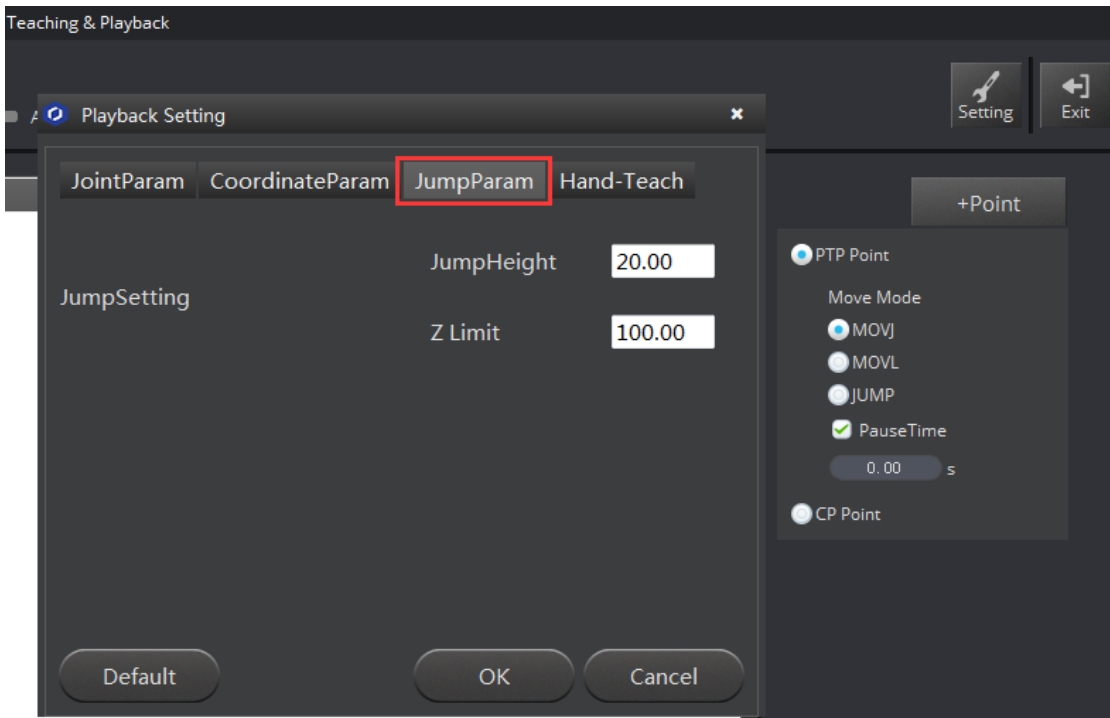 Teaching & Playback
Setting
Exit
A
Playback Setting
JointParam CoordinateParam JumpParam Hand-Teach
JumpSetting
JumpHeight 20.00
Z Limit 100.00
Default OK Cancel
+Point
PTP Point
Move Mode
MOVJ
MOVL
JUMP
PauseTime
0.00 s
CP Point